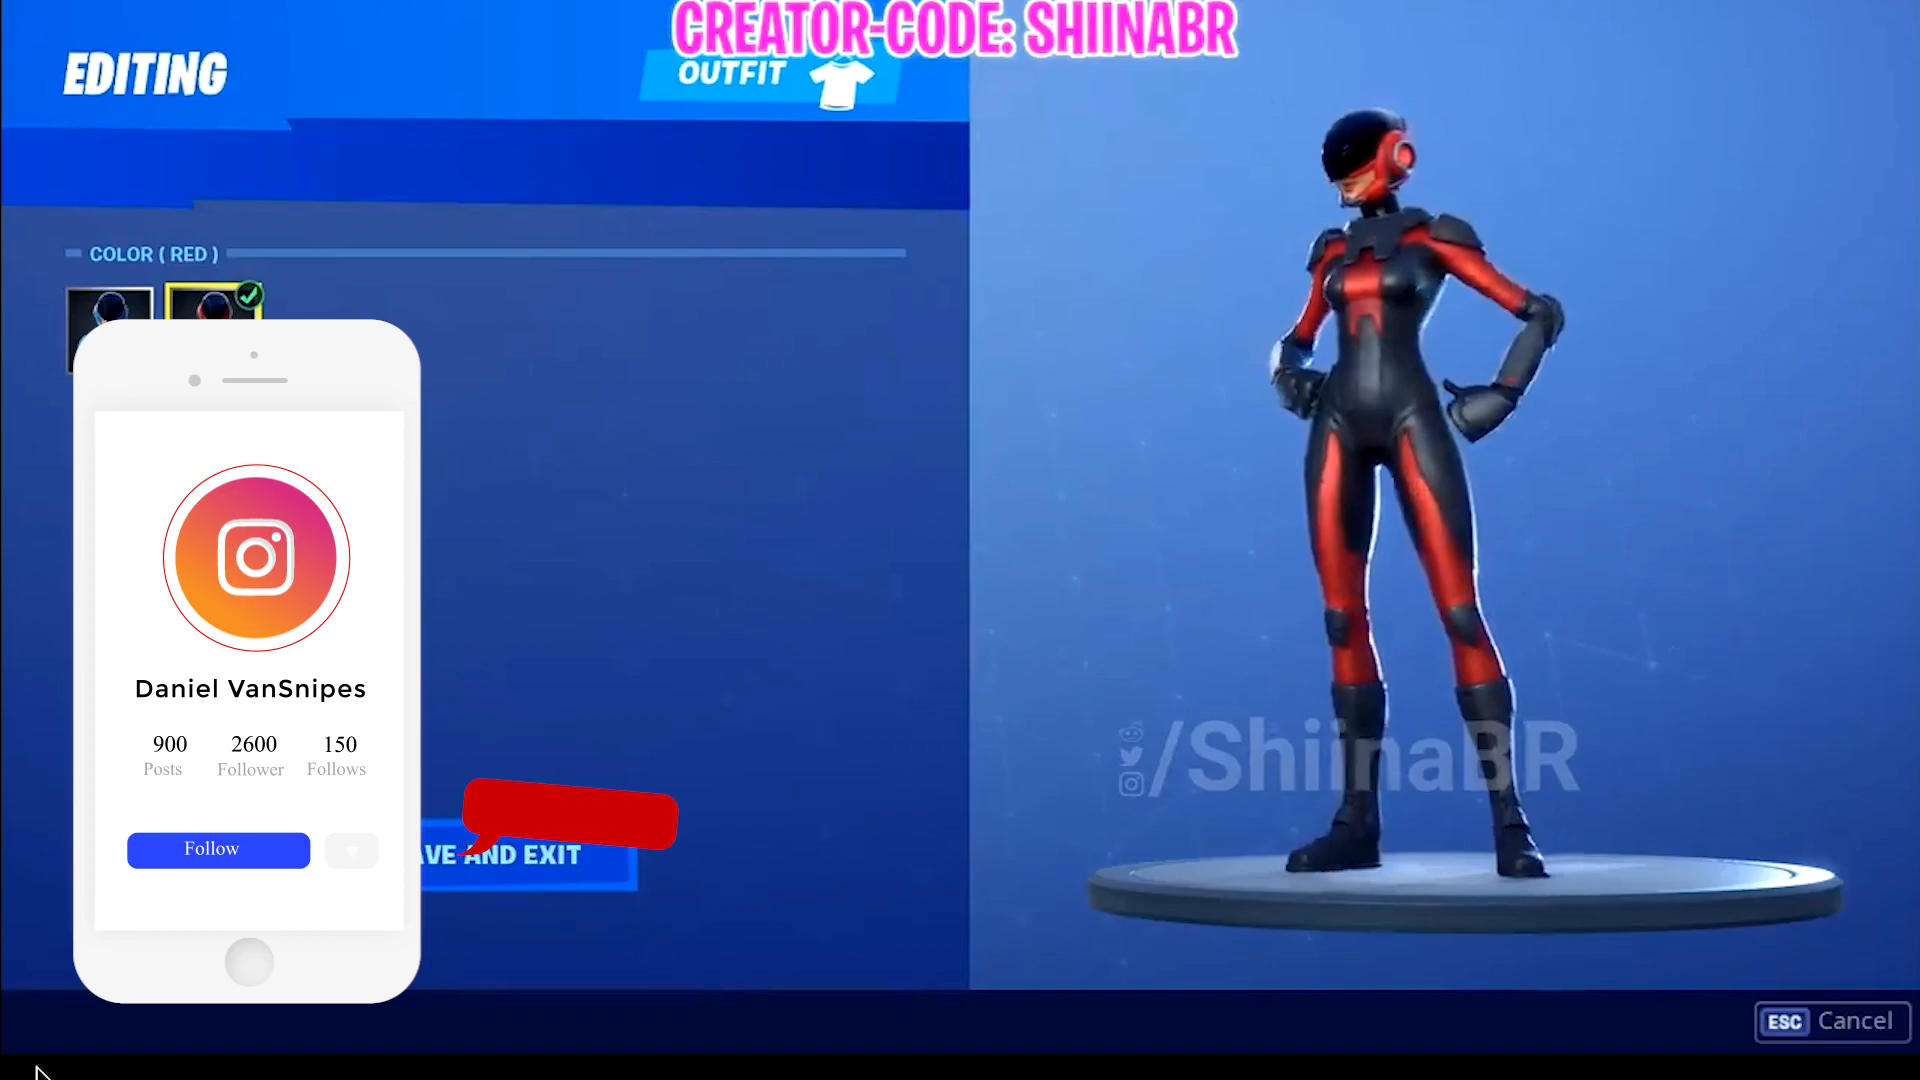 CREATOR-CODE: SHIINABR
EDITING
OUTFIT
COLOR ( RED )
Daniel VanSnipes
900 2600 150
Posts Follower Follows
Follow
AND EXIT
/ShiinaBR
ESC Cancel